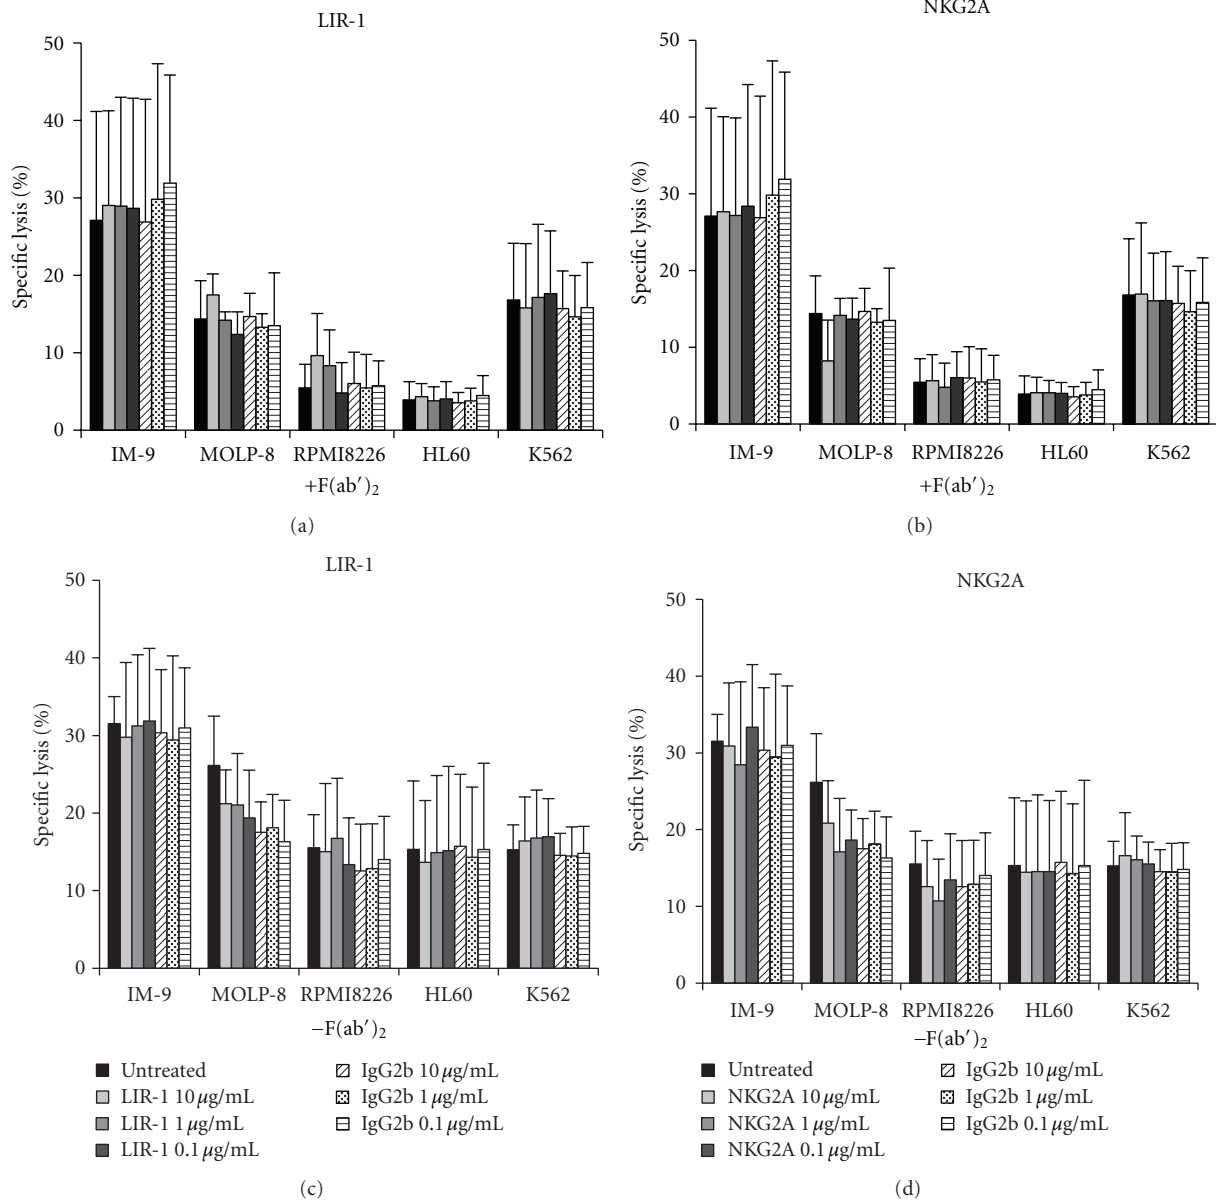 LIR-1
50
40
30
20
10
0
Specific lysis (%)
IM-9 MOLP-8 RPMI8226 HL60 K562
+F(ab′)2
(a)
NKG2A
50
40
30
20
10
0
Specific lysis (%)
IM-9 MOLP-8 RPMI8226 HL60 K562
+F(ab′)2
(b)
LIR-1
50
40
30
20
10
0
Specific lysis (%)
IM-9 MOLP-8 RPMI8226 HL60 K562
−F(ab′)2
Untreated
LIR-1 10 µg/mL
LIR-1 1 µg/mL
LIR-1 0.1 µg/mL
IgG2b 10 µg/mL
IgG2b 1 µg/mL
IgG2b 0.1 µg/mL
(c)
NKG2A
50
40
30
20
10
0
Specific lysis (%)
IM-9 MOLP-8 RPMI8226 HL60 K562
−F(ab′)2
Untreated
NKG2A 10 µg/mL
NKG2A 1 µg/mL
NKG2A 0.1 µg/mL
IgG2b 10 µg/mL
IgG2b 1 µg/mL
IgG2b 0.1 µg/mL
(d)